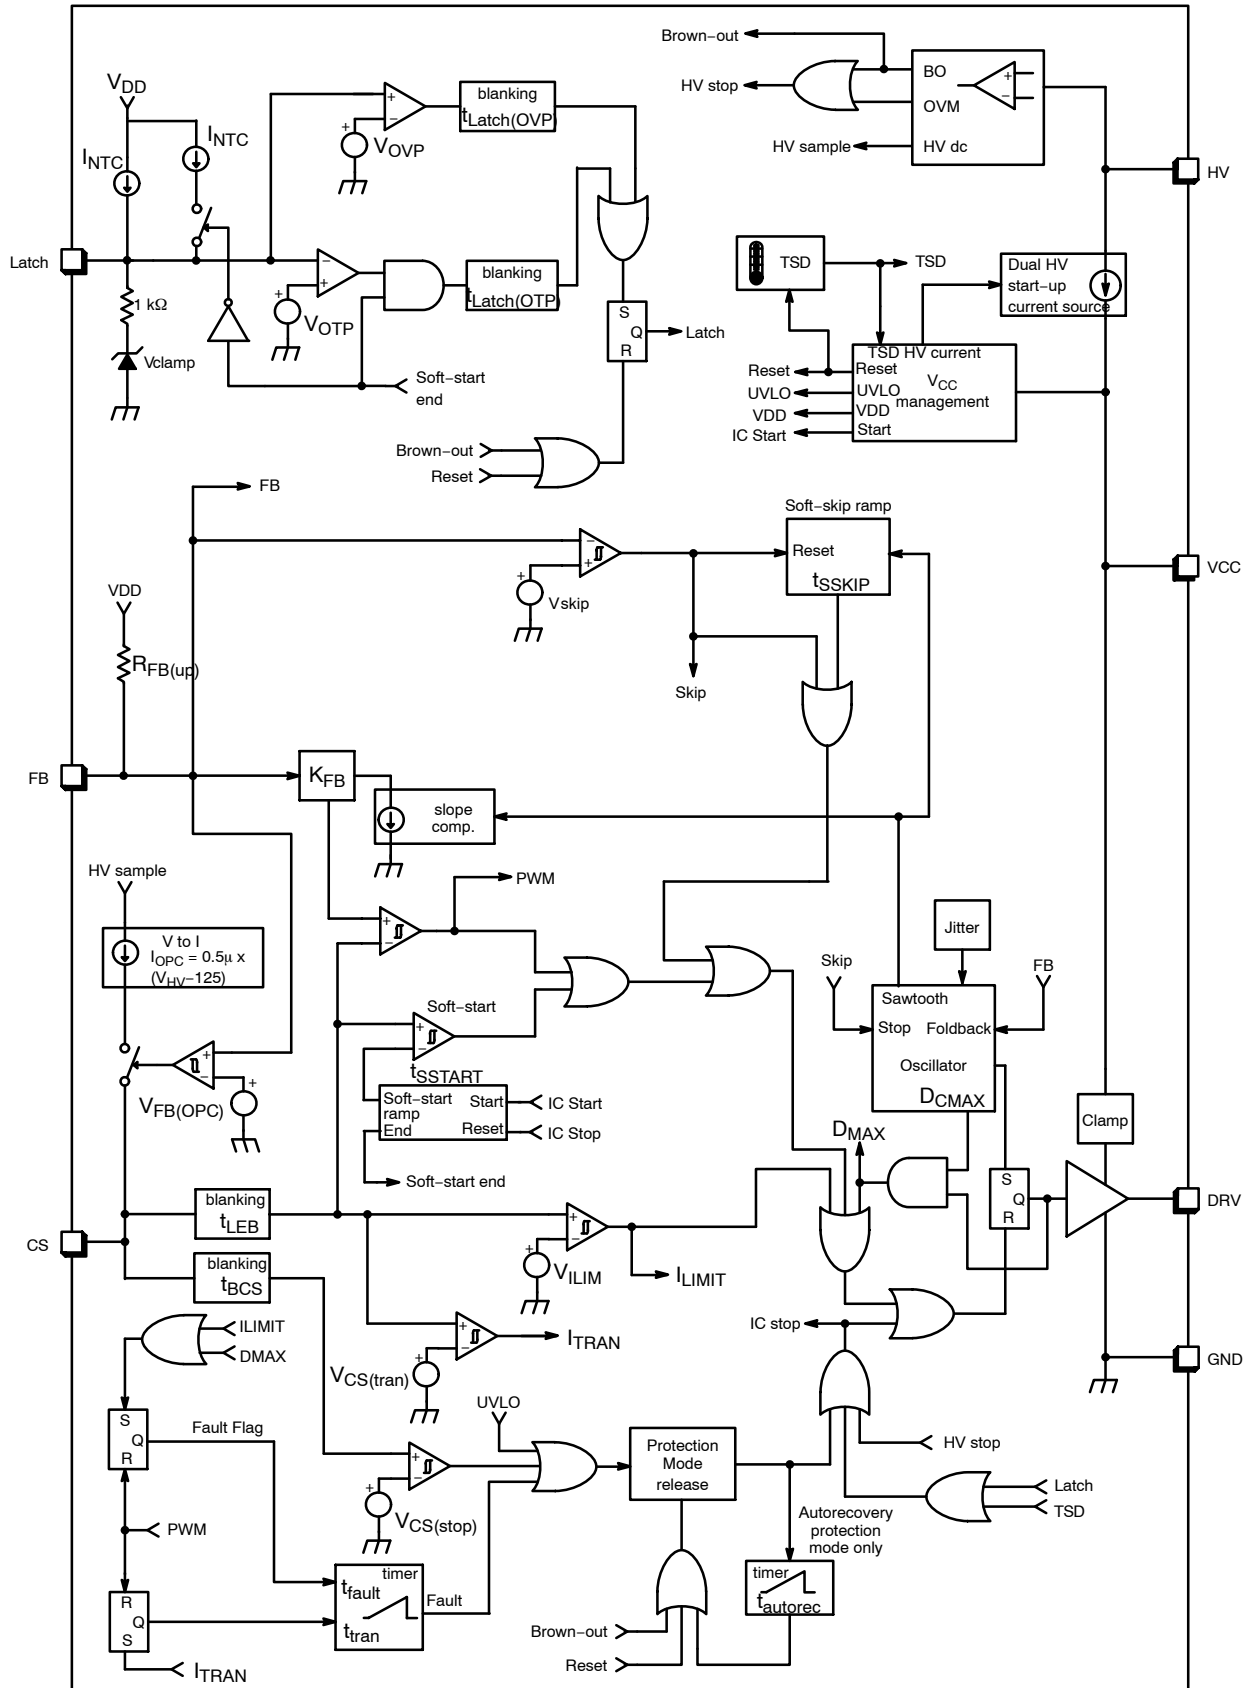 Brown–out
HV stop
BO
OVM
HV sample
HV dc
HV
VDD
INTC
INTC
+
−
+
VOVP
blanking
tLatch(OVP)
Latch
1 kΩ
Vclamp
−
+
VOTP
blanking
tLatch(OTP)
S
Q
R
Latch
Soft-start
end
Brown–out
Reset
TSD
TSD
Dual HV
start-up
current source
TSD HV current
Reset
UVLO
VDD
Start
VCC
management
Reset
UVLO
VDD
IC Start
FB
Soft–skip ramp
Reset
tSSKIP
−
+
+
Vskip
Skip
VCC
VDD
RFB(up)
FB
KFB
slope
comp.
HV sample
V to I
IOPC = 0.5μ x
(VHV–125)
+
−
PWM
Soft–start
+
−
tSSTART
Soft-start
ramp
End
Start
Reset
IC Start
IC Stop
Soft-start end
+
−
+
VFB(OPC)
Jitter
Skip
FB
Sawtooth
Stop
Foldback
Oscillator
DCMAX
DMAX
Clamp
S
Q
R
DRV
CS
blanking
tLEB
blanking
tBCS
+
−
+
VILIM
ILIMIT
ILIMIT
DMAX
+
−
+
VCS(tran)
ITRAN
IC stop
GND
S
Q
R
Fault Flag
UVLO
+
−
+
VCS(stop)
Protection
Mode
release
HV stop
Latch
TSD
PWM
Autorecovery
protection
mode only
timer
tautorec
R
Q
S
timer
tfault
ttran
Fault
Brown–out
Reset
ITRAN